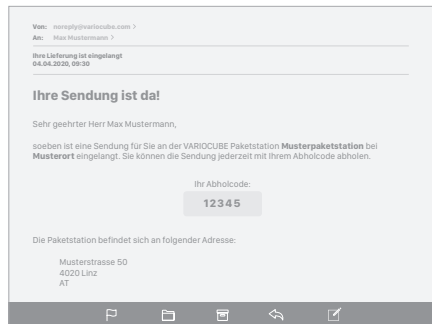 Von: noreply@variocube.com >
An: Max Mustermann >
Ihre Lieferung ist eingelangt
04.04.2020, 09:30
Ihre Sendung ist da!
Sehr geehrter Herr Max Mustermann,
soeben ist eine Sendung für Sie an der VARIOCUBE Paketstation Musterpaketstation bei
Musterort eingelangt. Sie können die Sendung jederzeit mit Ihrem Abholcode abholen.
Ihr Abholcode:
12345
Die Paketstation befindet sich an folgender Adresse:
Musterstrasse 50
4020 Linz
AT